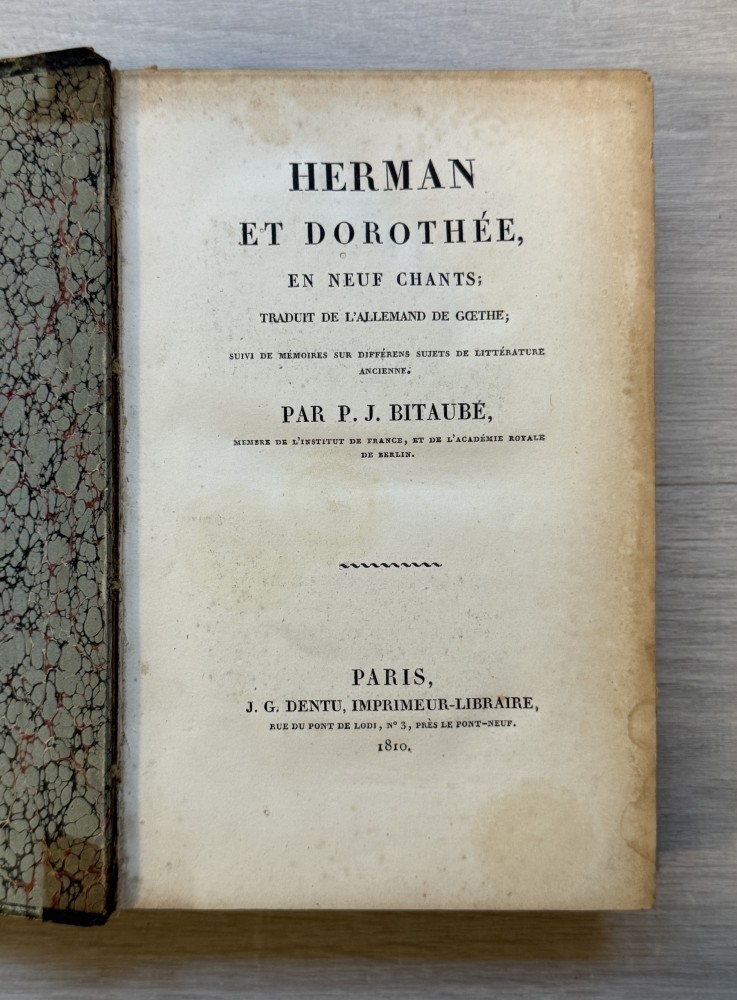 HERMAN
ET DOROTHÉE,
EN NEUF CHANTS;
TRADUIT DE L'ALLEMAND DE GŒTHE;
SUIVI DE MÉMOIRES SUR DIFFÉRENS SUJETS DE LITTÉRATURE
ANCIENNE.
PAR P. J. BITAUBÉ,
MEMBRE DE L'INSTITUT DE FRANCE, ET DE L'ACADÉMIE ROYALE
DE BERLIN.
PARIS,
J. G. DENTU, IMPRIMEUR-LIBRAIRE,
RUE DU PONT DE LODI, N° 3, PRÈS LE PONT-NEUF.
1810.